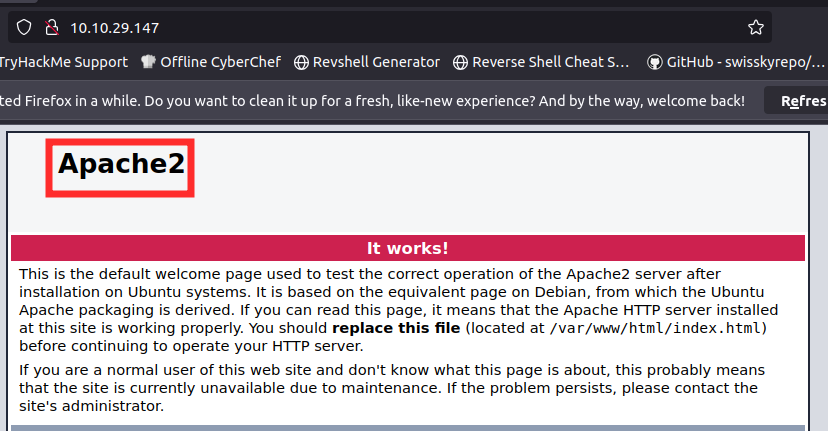 10.10.29.147
TryHackMe Support Offline CyberChef Revshell Generator Reverse Shell Cheat S... GitHub - swisskyrepo/...
ted Firefox in a while. Do you want to clean it up for a fresh, like-new experience? And by the way, welcome back! Refres
Apache2
It works!
This is the default welcome page used to test the correct operation of the Apache2 server after
installation on Ubuntu systems. It is based on the equivalent page on Debian, from which the Ubuntu
Apache packaging is derived. If you can read this page, it means that the Apache HTTP server installed
at this site is working properly. You should replace this file (located at /var/www/html/index.html)
before continuing to operate your HTTP server.
If you are a normal user of this web site and don't know what this page is about, this probably means
that the site is currently unavailable due to maintenance. If the problem persists, please contact the
site's administrator.